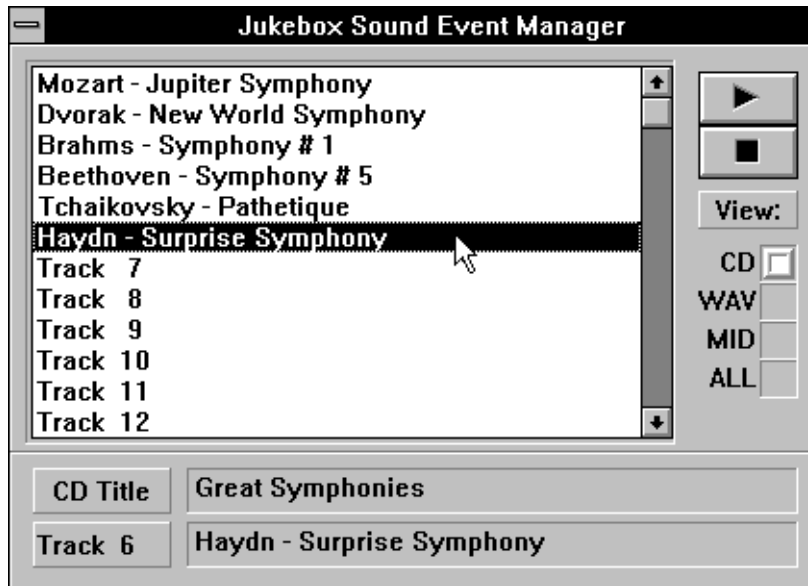 Jukebox Sound Event Manager
Mozart - Jupiter Symphony
Dvorak - New World Symphony
Brahms - Symphony # 1
Beethoven - Symphony # 5
Tchaikovsky - Pathetique
Haydn - Surprise Symphony
Track 7
Track 8
Track 9
Track 10
Track 11
Track 12
View:
CD
WAV
MID
ALL
CD Title Great Symphonies
Track 6 Haydn - Surprise Symphony